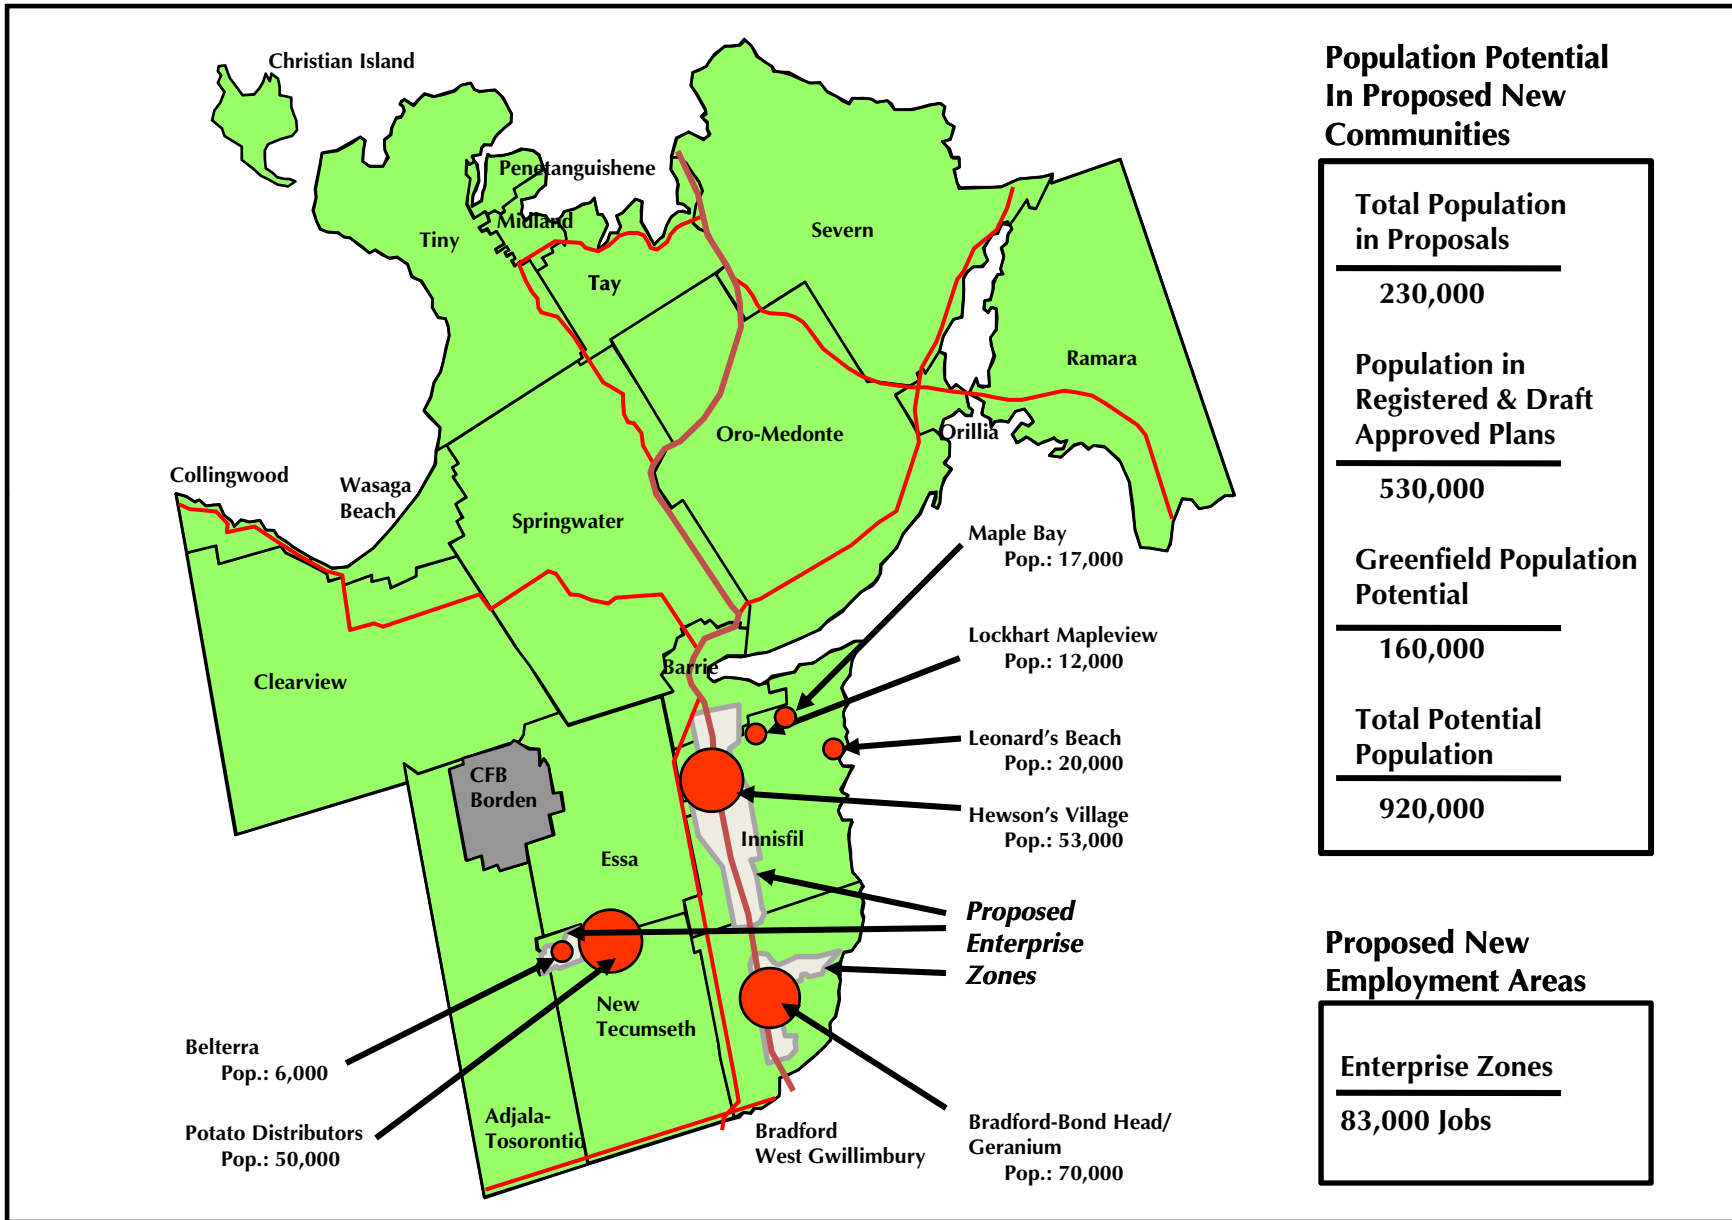 Christian Island
Penetanguishene
Midland
Tiny
Severn
Tay
Ramara
Oro-Medonte
Orillia
Collingwood
Wasaga
Beach
Springwater
Clearview
Barrie
CFB
Borden
Essa
Innisfil
New
Tecumseth
Adjala-
Tosorontio
Bradford
West Gwillimbury
Maple Bay
Pop.: 17,000
Lockhart Mapleview
Pop.: 12,000
Leonard's Beach
Pop.: 20,000
Hewson's Village
Pop.: 53,000
Proposed
Enterprise
Zones
Belterra
Pop.: 6,000
Potato Distributors
Pop.: 50,000
Bradford-Bond Head/
Geranium
Pop.: 70,000
Population Potential
In Proposed New
Communities
Total Population
in Proposals
230,000
Population in
Registered & Draft
Approved Plans
530,000
Greenfield Population
Potential
160,000
Total Potential
Population
920,000
Proposed New
Employment Areas
Enterprise Zones
83,000 Jobs